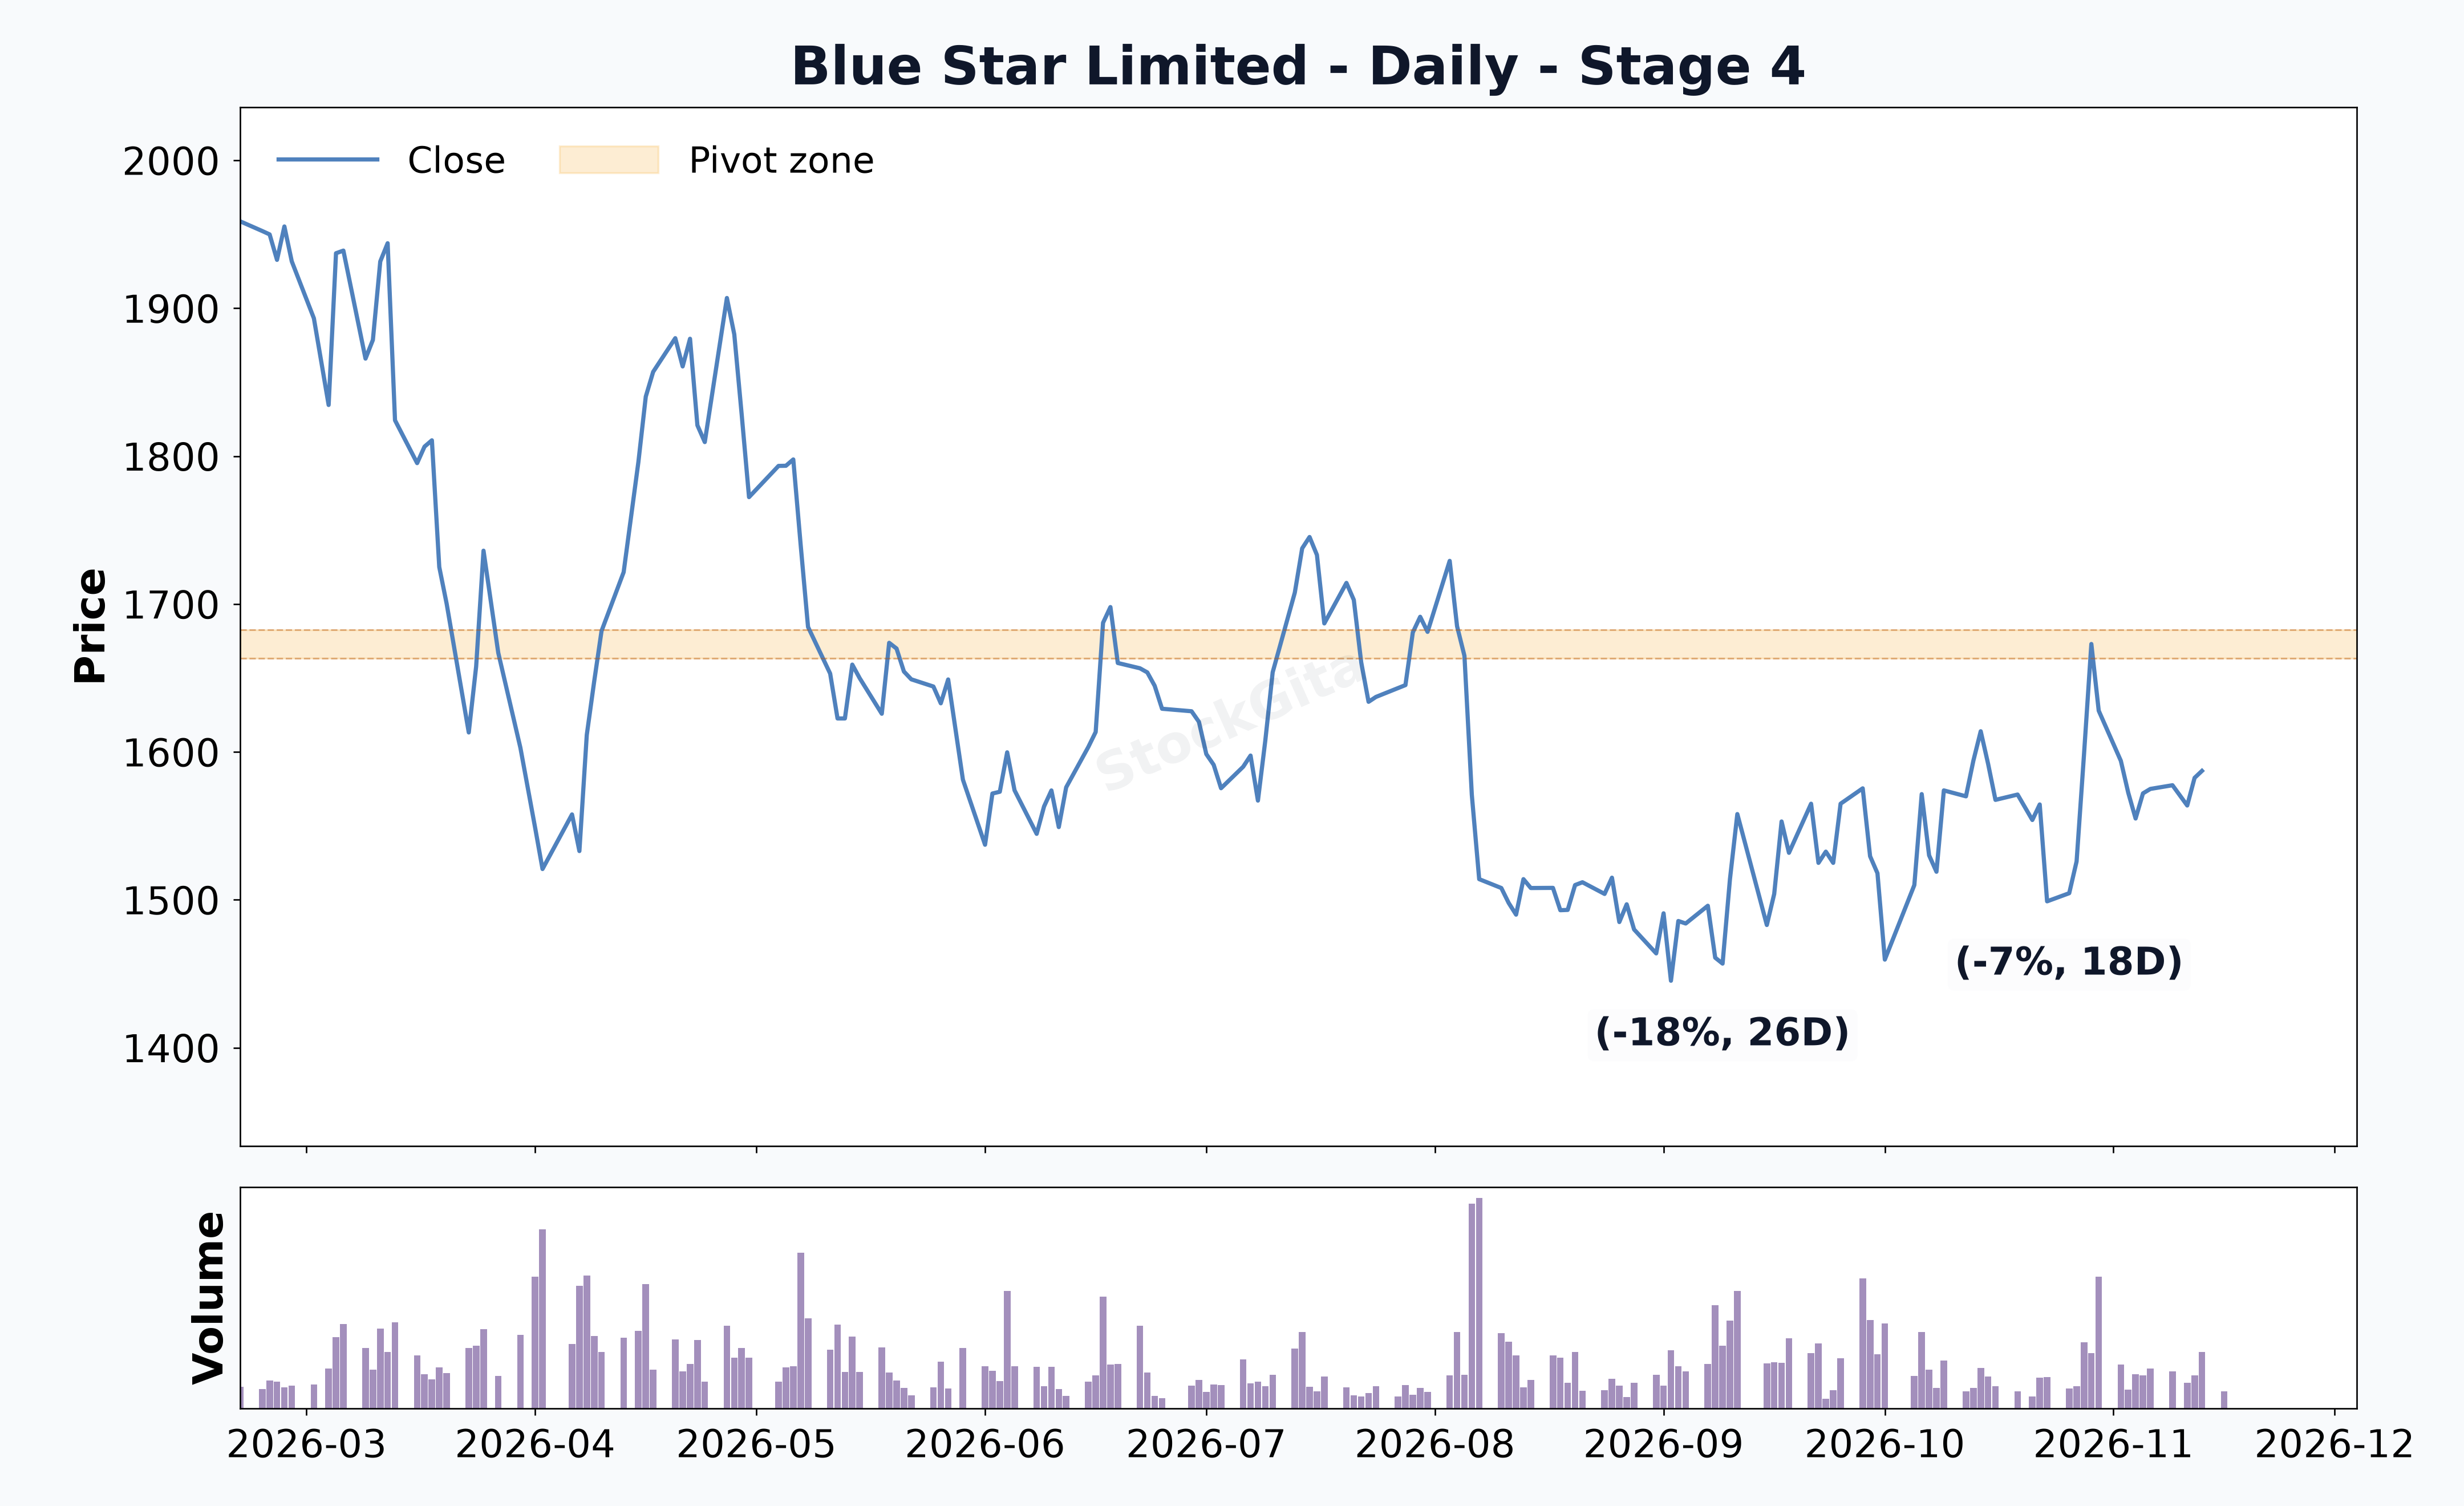 Blue Star Limited - Daily - Stage 4
Close
Pivot zone
Price
2000
1900
1800
1700
1600
1500
1400
StockGita
(-7%, 18D)
(-18%, 26D)
Volume
2026-03
2026-04
2026-05
2026-06
2026-07
2026-08
2026-09
2026-10
2026-11
2026-12